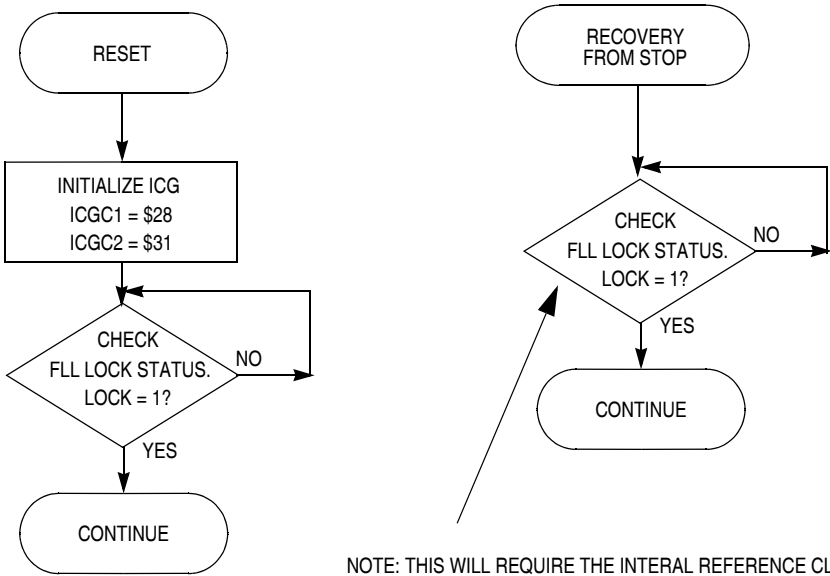 RESET
INITIALIZE ICG
ICGC1 = $28
ICGC2 = $31
CHECK
FLL LOCK STATUS.
LOCK = 1?
NO
YES
CONTINUE
RECOVERY
FROM STOP
CHECK
FLL LOCK STATUS.
LOCK = 1?
NO
YES
CONTINUE
NOTE: THIS WILL REQUIRE THE INTERAL REFERENCE CL